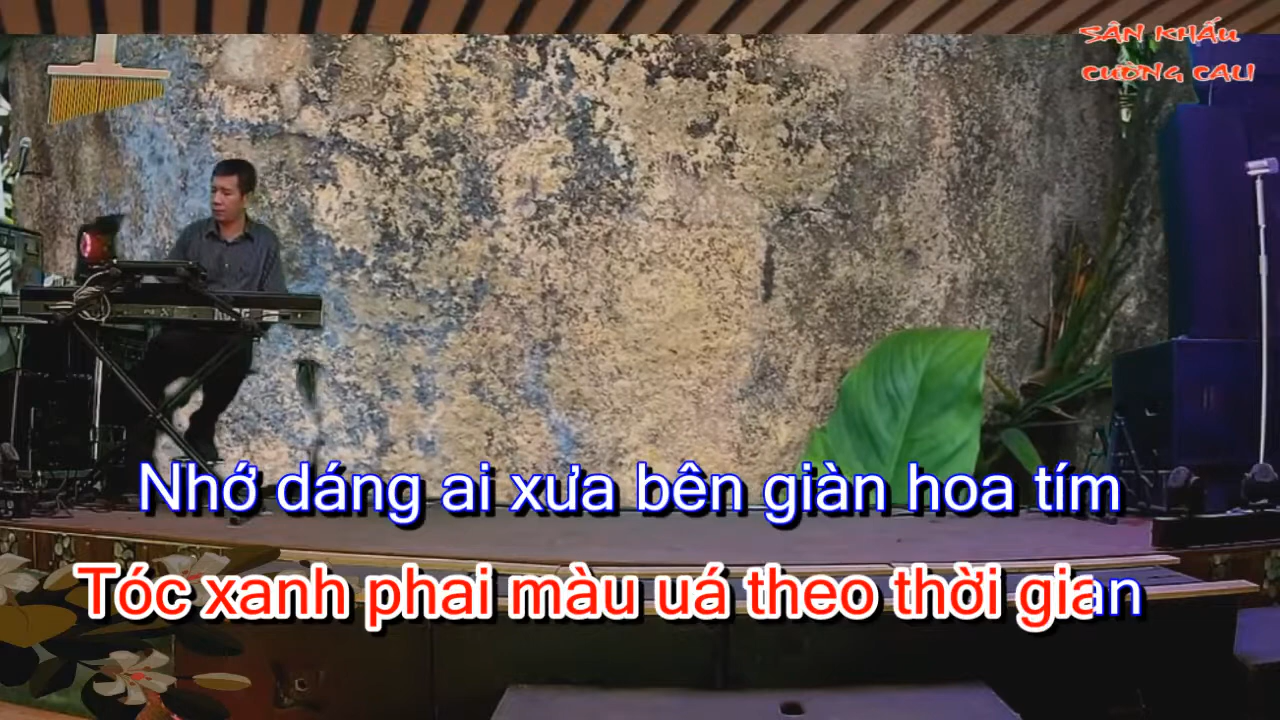 SÂN KHẤU
CƯỜNG CALI
Nhớ dáng ai xưa bên giàn hoa tím
Tóc xanh phai màu uá theo thời gian